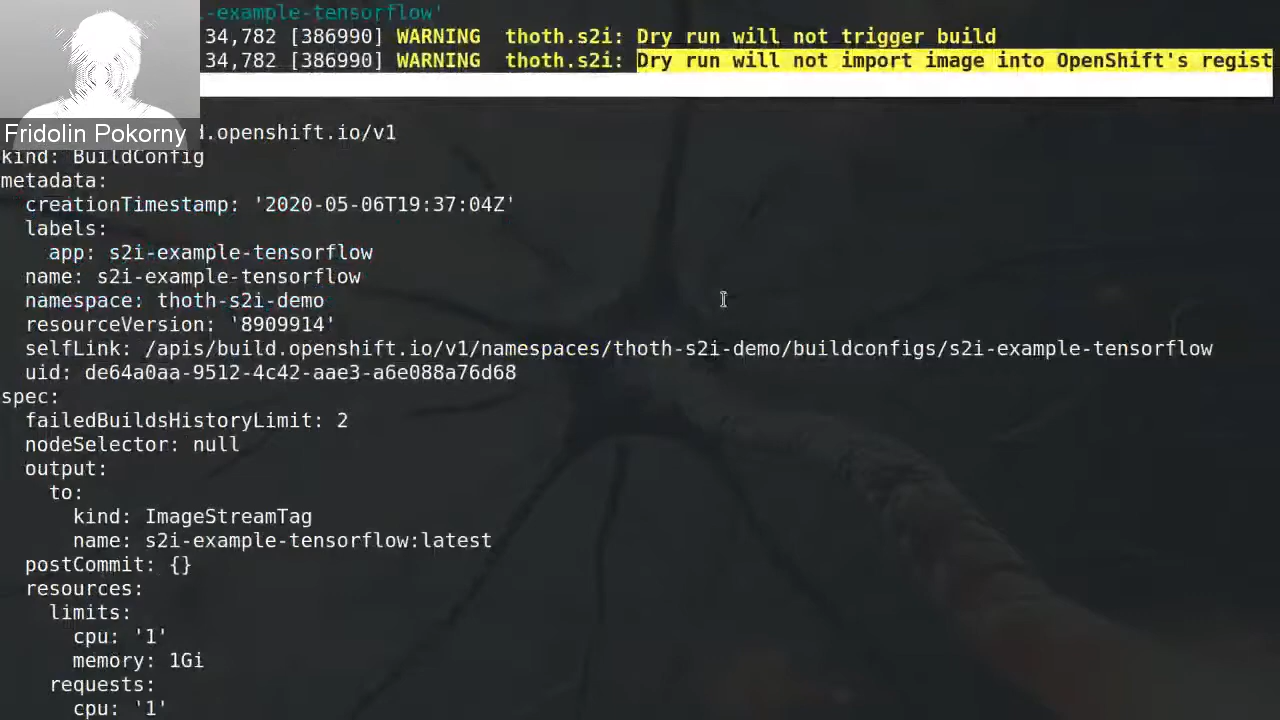 -example-tensorflow'
34,782 [386990] WARNING  thoth.s2i: Dry run will not trigger build
34,782 [386990] WARNING  thoth.s2i: Dry run will not import image into OpenShift's regist
Fridolin Pokorny
d.openshift.io/v1
kind: BuildConfig
metadata:
  creationTimestamp: '2020-05-06T19:37:04Z'
  labels:
    app: s2i-example-tensorflow
  name: s2i-example-tensorflow
  namespace: thoth-s2i-demo
  resourceVersion: '8909914'
  selfLink: /apis/build.openshift.io/v1/namespaces/thoth-s2i-demo/buildconfigs/s2i-example-tensorflow
  uid: de64a0aa-9512-4c42-aae3-a6e088a76d68
spec:
  failedBuildsHistoryLimit: 2
  nodeSelector: null
  output:
    to:
      kind: ImageStreamTag
      name: s2i-example-tensorflow:latest
  postCommit: {}
  resources:
    limits:
      cpu: '1'
      memory: 1Gi
    requests:
      cpu: '1'